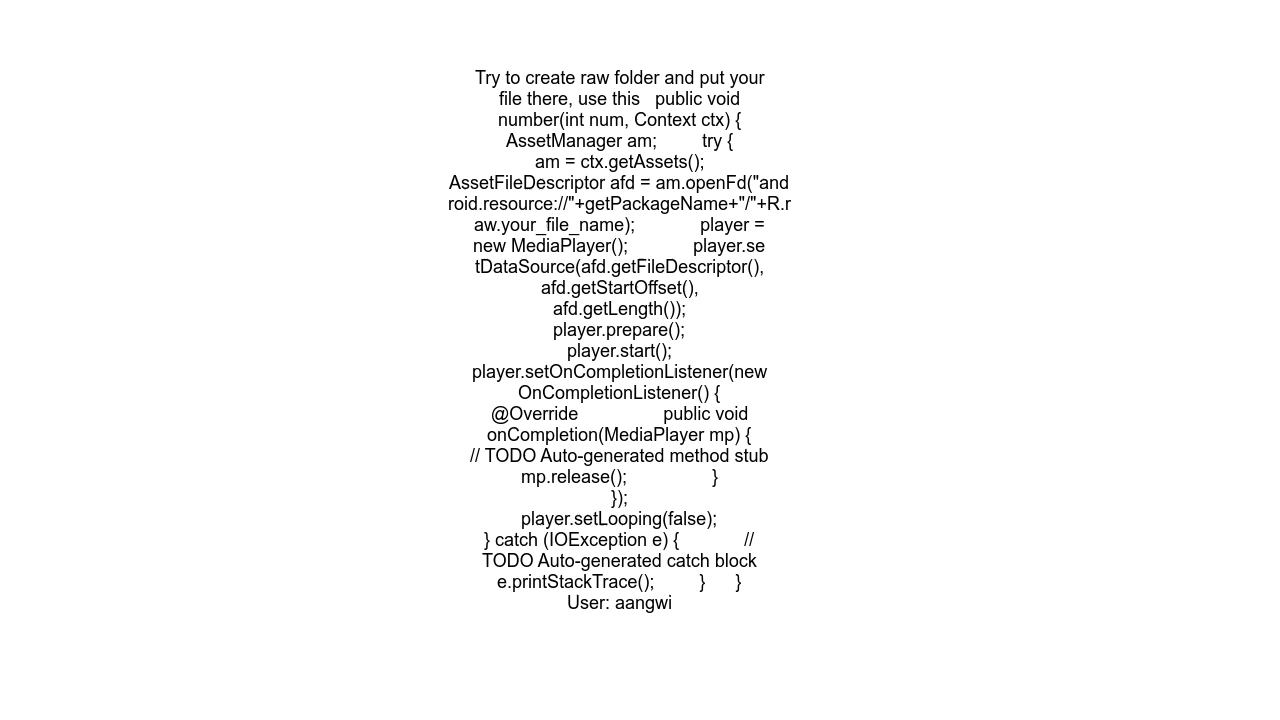 Try to create raw folder and put your
file there, use this   public void
number(int num, Context ctx) {
AssetManager am;         try {
am = ctx.getAssets();
AssetFileDescriptor afd = am.openFd("and
roid.resource://"+getPackageName+"/"+R.r
aw.your_file_name);             player =
new MediaPlayer();             player.se
tDataSource(afd.getFileDescriptor(),
afd.getStartOffset(),
afd.getLength());
player.prepare();
player.start();
player.setOnCompletionListener(new
OnCompletionListener() {
@Override                 public void
onCompletion(MediaPlayer mp) {
// TODO Auto-generated method stub
mp.release();                 }
});
player.setLooping(false);
} catch (IOException e) {             //
TODO Auto-generated catch block
e.printStackTrace();         }      }
User: aangwi